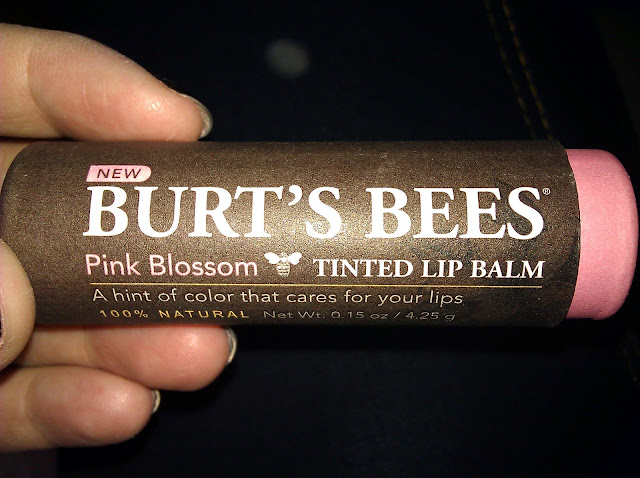 NEW
BURT'S BEES®
Pink Blossom TINTED LIP BALM
A hint of color that cares for your lips
100% NATURAL Net Wt. 0.15 oz / 4.25 g